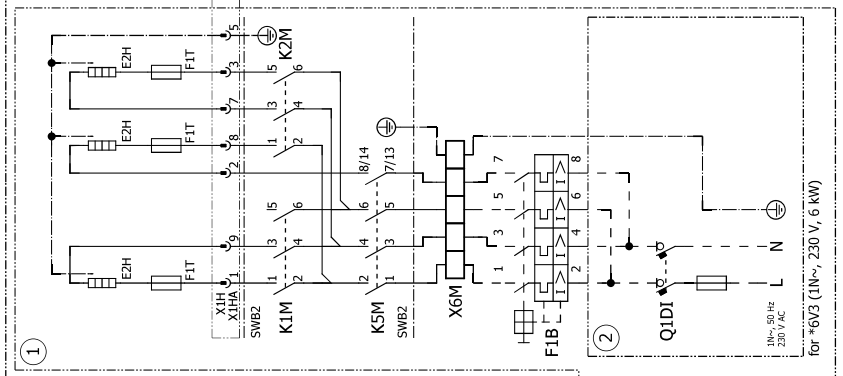 1
E2H
F1T
E2H
F1T
E2H
F1T
5
3
7
8
2
9
1
X1H
X1HA
SWB2
K2M
5
6
3
4
1
2
K1M
5
6
3
4
1
2
8/14
7/13
6
5
4
3
2
1
K5M
SWB2
X6M
7
5
3
1
8
6
4
2
I >
I >
I >
I >
F1B
2
Q1DI
N
L
1N~, 50 Hz
230 V AC
for *6V3 (1N~, 230 V, 6 kW)